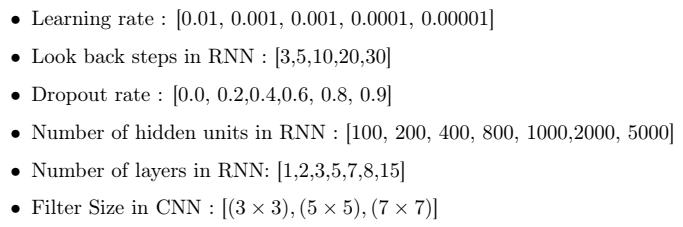 • Learning rate : [0.01, 0.001, 0.001, 0.0001, 0.00001]
• Look back steps in RNN : [3,5,10,20,30]
• Dropout rate : [0.0, 0.2,0.4,0.6, 0.8, 0.9]
• Number of hidden units in RNN : [100, 200, 400, 800, 1000,2000, 5000]
• Number of layers in RNN: [1,2,3,5,7,8,15]
• Filter Size in CNN : [(3 × 3), (5 × 5), (7 × 7)]